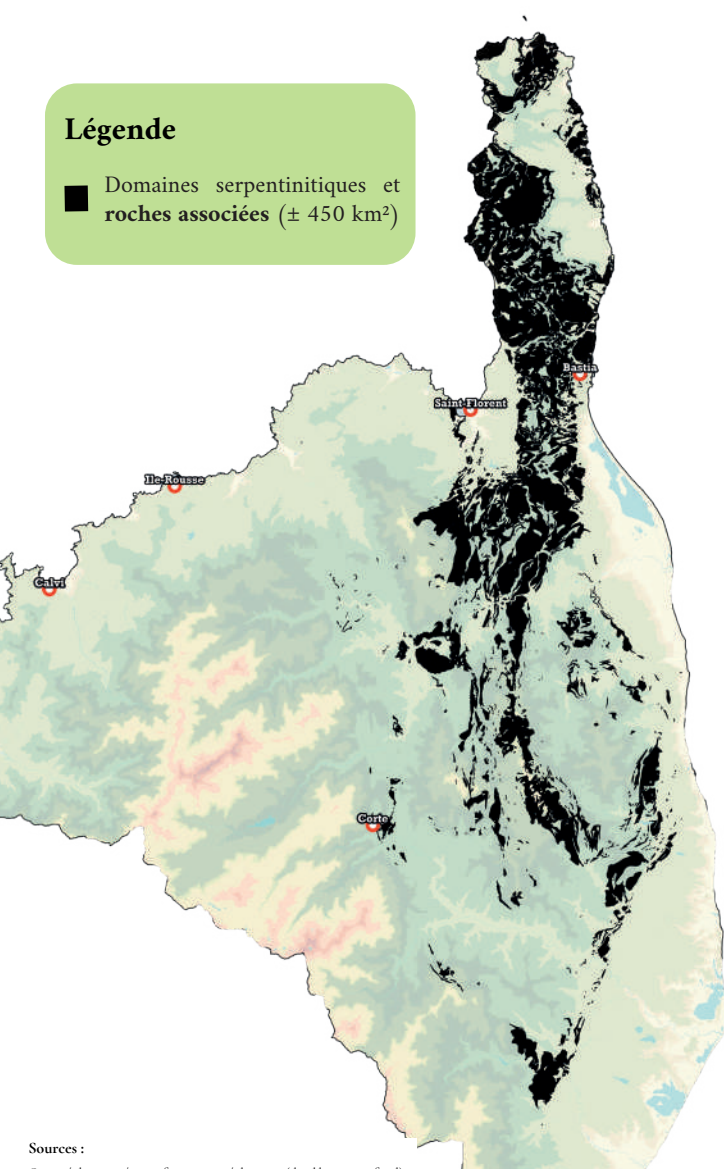 Légende
Domaines serpentinitiques et
roches associées (± 450 km²)
Bastia
Saint-Florent
Ile-Rousse
Calvi
Corte
Sources :